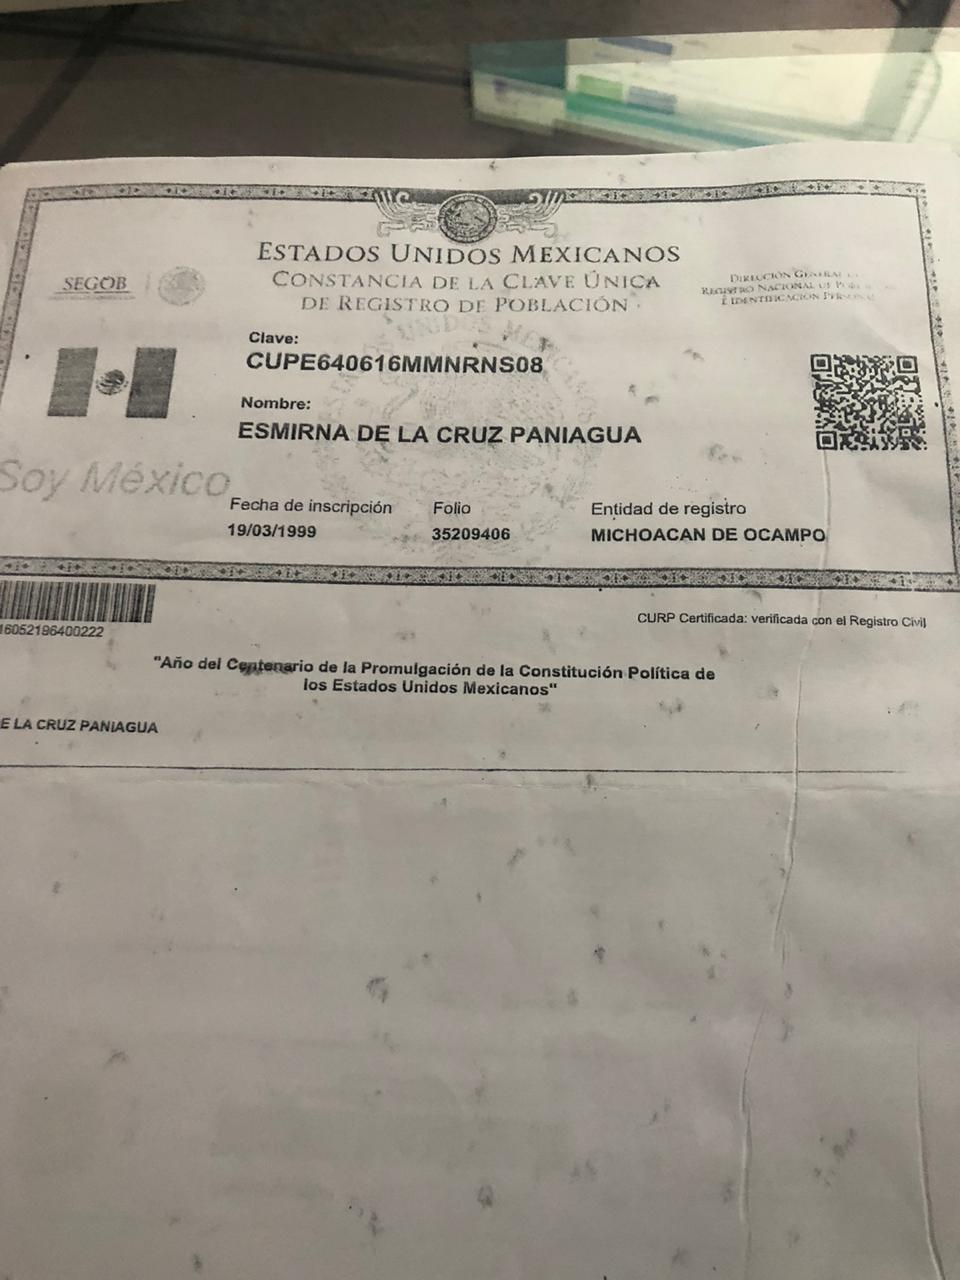 ESTADOS UNIDOS MEXICANOS
SEGOB
CONSTANCIA DE LA CLAVE ÚNICA
DE REGISTRO DE POBLACIÓN
DIRECCIÓN GENERAL
REGISTRO NACIONAL DE
E IDENTIFICACIÓN
Clave:
CUPE640616MMNRNS08
Nombre:
ESMIRNA DE LA CRUZ PANIAGUA
Soy México
Fecha de inscripción Folio Entidad de registro
19/03/1999 35209406 MICHOACAN DE OCAMPO
16052196400222
CURP Certificada: verificada con el Registro Civil
"Año del Centenario de la Promulgación de la Constitución Política de
los Estados Unidos Mexicanos"
E LA CRUZ PANIAGUA